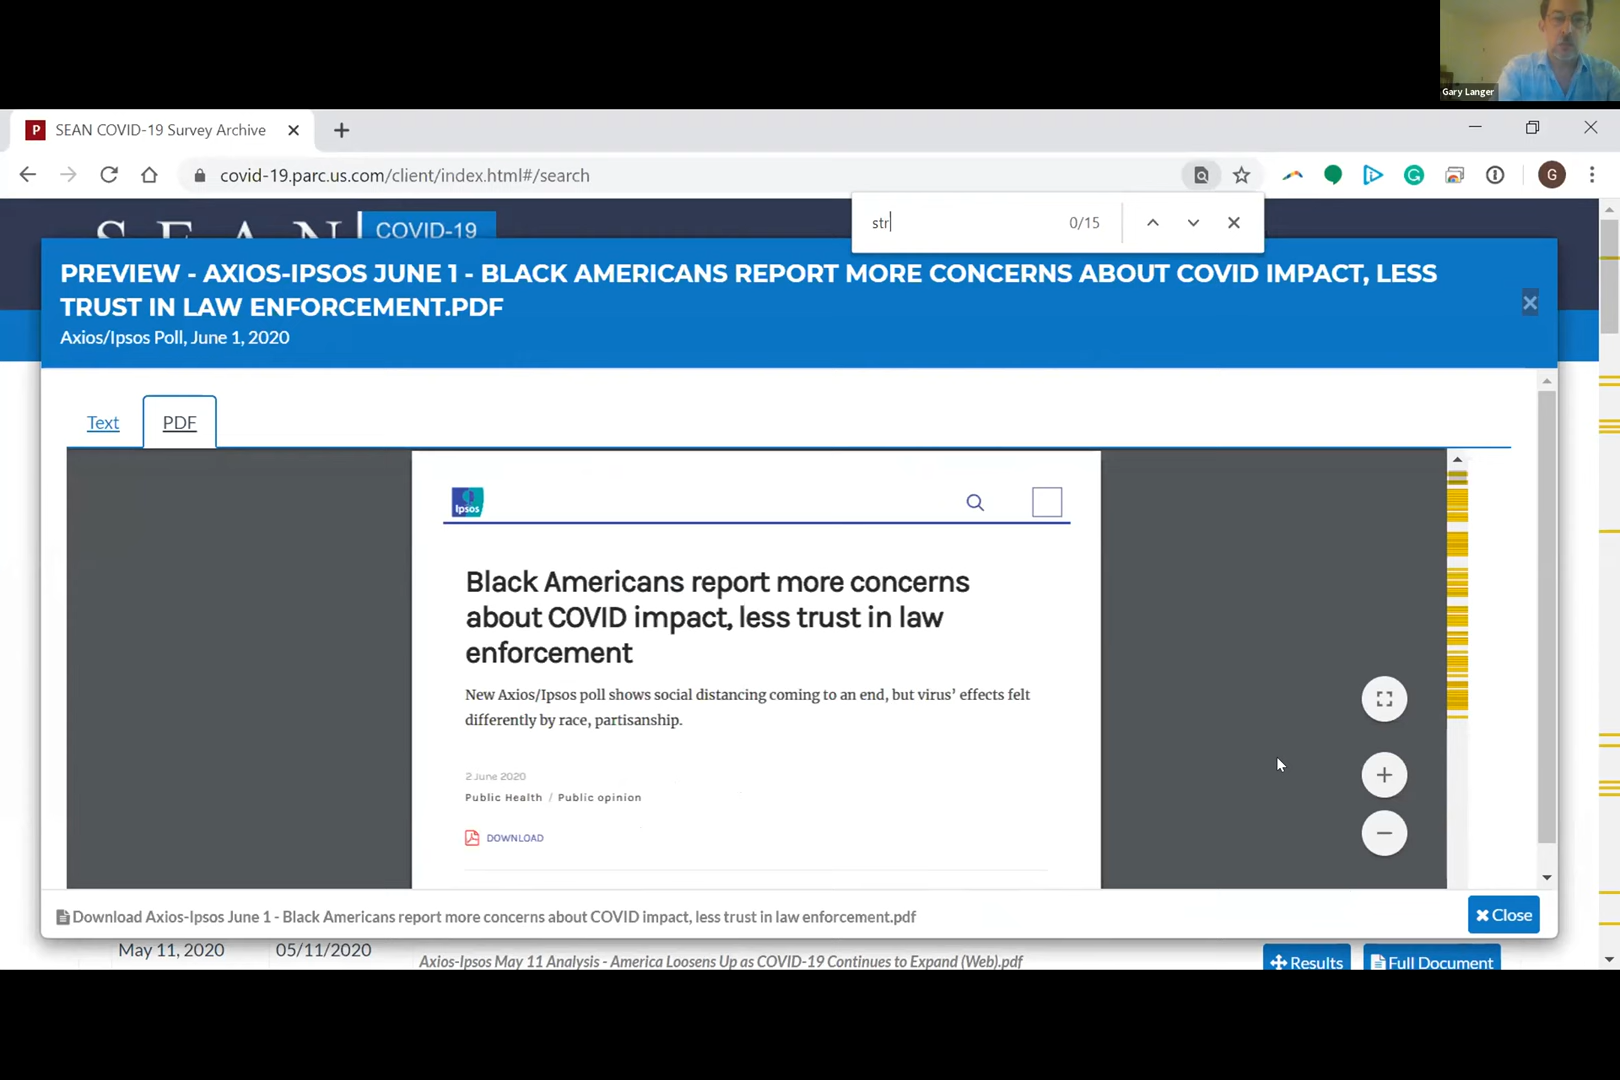 Gary Langer
SEAN COVID-19 Survey Archive
covid-19.parc.us.com/client/index.html#/search
G
str
0/15
SEAN
COVID-19
PREVIEW - AXIOS-IPSOS JUNE 1 - BLACK AMERICANS REPORT MORE CONCERNS ABOUT COVID IMPACT, LESS
TRUST IN LAW ENFORCEMENT.PDF
Axios/Ipsos Poll, June 1, 2020
Text
PDF
Ipsos
Black Americans report more concerns
about COVID impact, less trust in law
enforcement
New Axios/Ipsos poll shows social distancing coming to an end, but virus’ effects felt
differently by race, partisanship.
2 June 2020
Public Health / Public opinion
DOWNLOAD
Download Axios-Ipsos June 1 - Black Americans report more concerns about COVID impact, less trust in law enforcement.pdf
Close
May 11, 2020
05/11/2020
Axios-Ipsos May 11 Analysis - America Loosens Up as COVID-19 Continues to Expand (Web).pdf
Results
Full Document